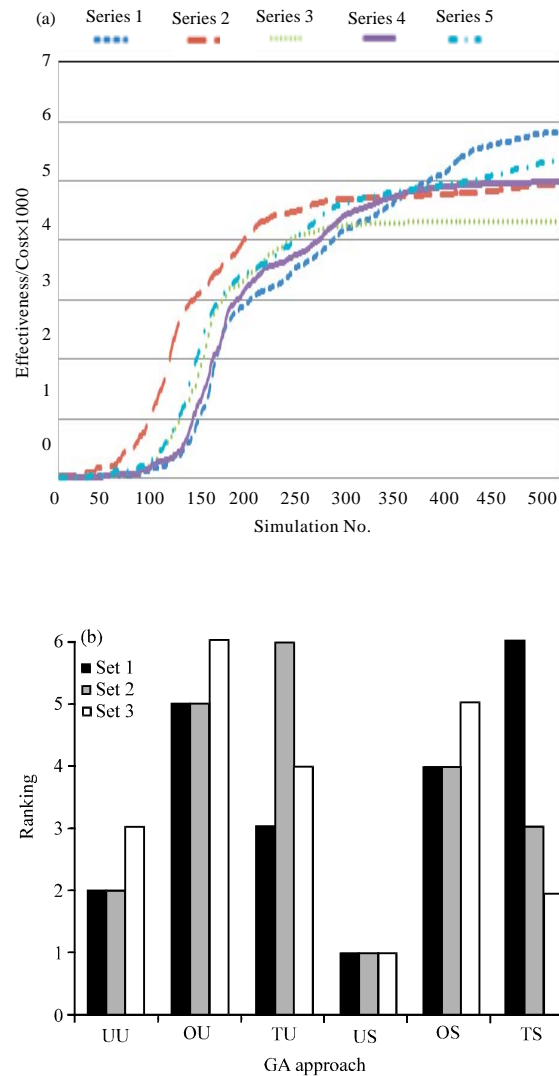 (a) Series 1 Series 2 Series 3 Series 4 Series 5
7
6
5
4
3
2
1
0
Effectiveness/Cost×1000
0 50 100 150 200 250 300 350 400 450 500
Simulation No.
(b)
Set 1
Set 2
Set 3
6
5
4
3
2
1
0
Ranking
UU OU TU US OS TS
GA approach